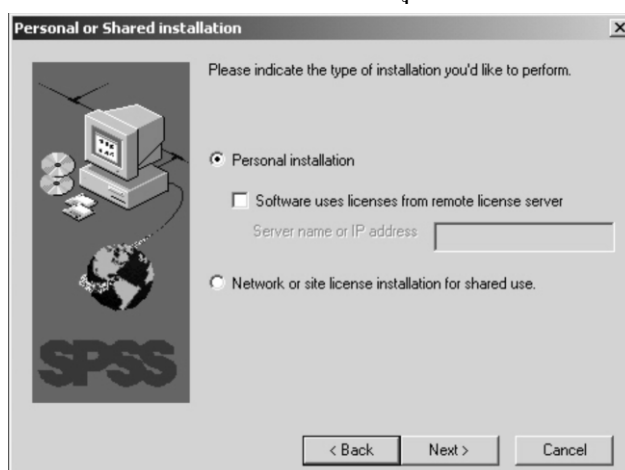 Personal or Shared installation
Please indicate the type of installation you'd like to perform.
Personal installation
Software uses licenses from remote license server
Server name or IP address
Network or site license installation for shared use.
SPSS
< Back
Next >
Cancel